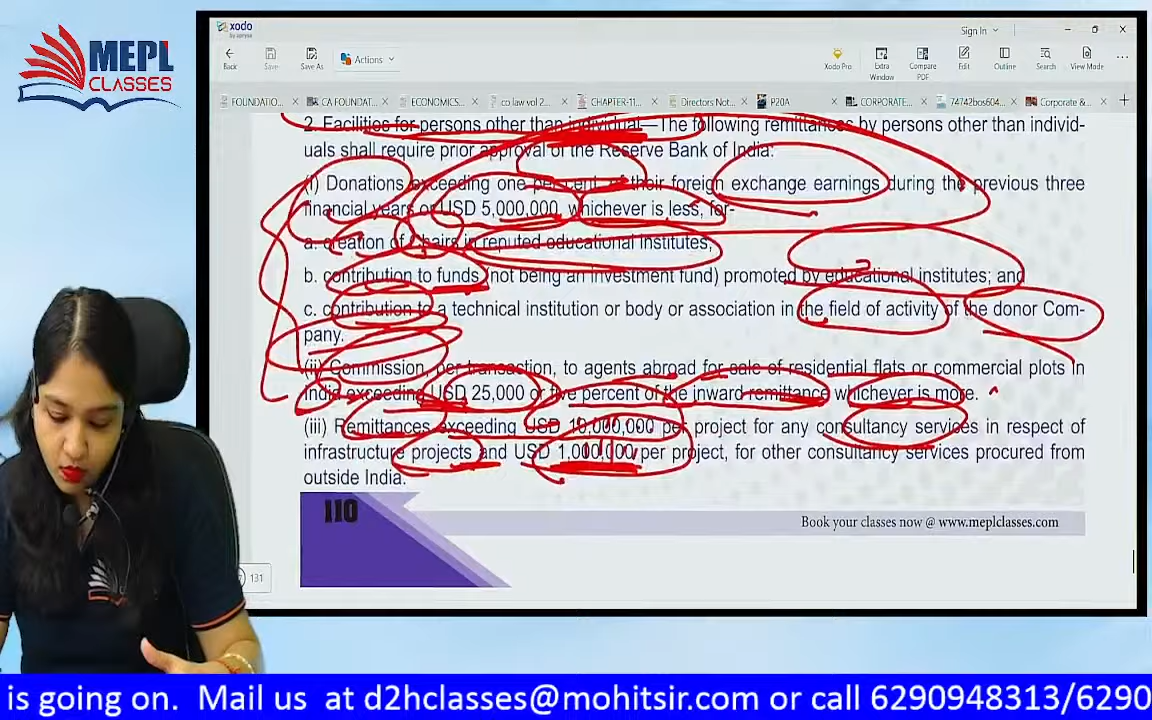 MEPL
CLASSES
xodo
Sign In
Back
Save
Save As
Actions
Xodo Pro
Extra
Window
Compare
PDF
Edit
Outline
Search
View Mode
FOUNDATIO...
CA FOUNDAT...
ECONOMICS...
co law vol 2...
CHAPTER-11...
Directors Not...
P20A
CORPORATE...
74742bos604...
Corporate &...
2. Facilities for persons other than individual—The following remittances by persons other than individ-
uals shall require prior approval of the Reserve Bank of India:
(i) Donations exceeding one per cent. of their foreign exchange earnings during the previous three
financial years or USD 5,000,000, whichever is less, for-
a. creation of Chairs in reputed educational institutes,
b. contribution to funds (not being an investment fund) promoted by educational institutes; and
c. contribution to a technical institution or body or association in the field of activity of the donor Com-
pany.
(ii) Commission, per transaction, to agents abroad for sale of residential flats or commercial plots in
India exceeding USD 25,000 or five percent of the inward remittance whichever is more.
(iii) Remittances exceeding USD 10,000,000 per project for any consultancy services in respect of
infrastructure projects and USD 1,000,000 per project, for other consultancy services procured from
outside India.
110
Book your classes now @ www.meplclasses.com
131
is going on. Mail us at d2hclasses@mohitsir.com or call 6290948313/6290